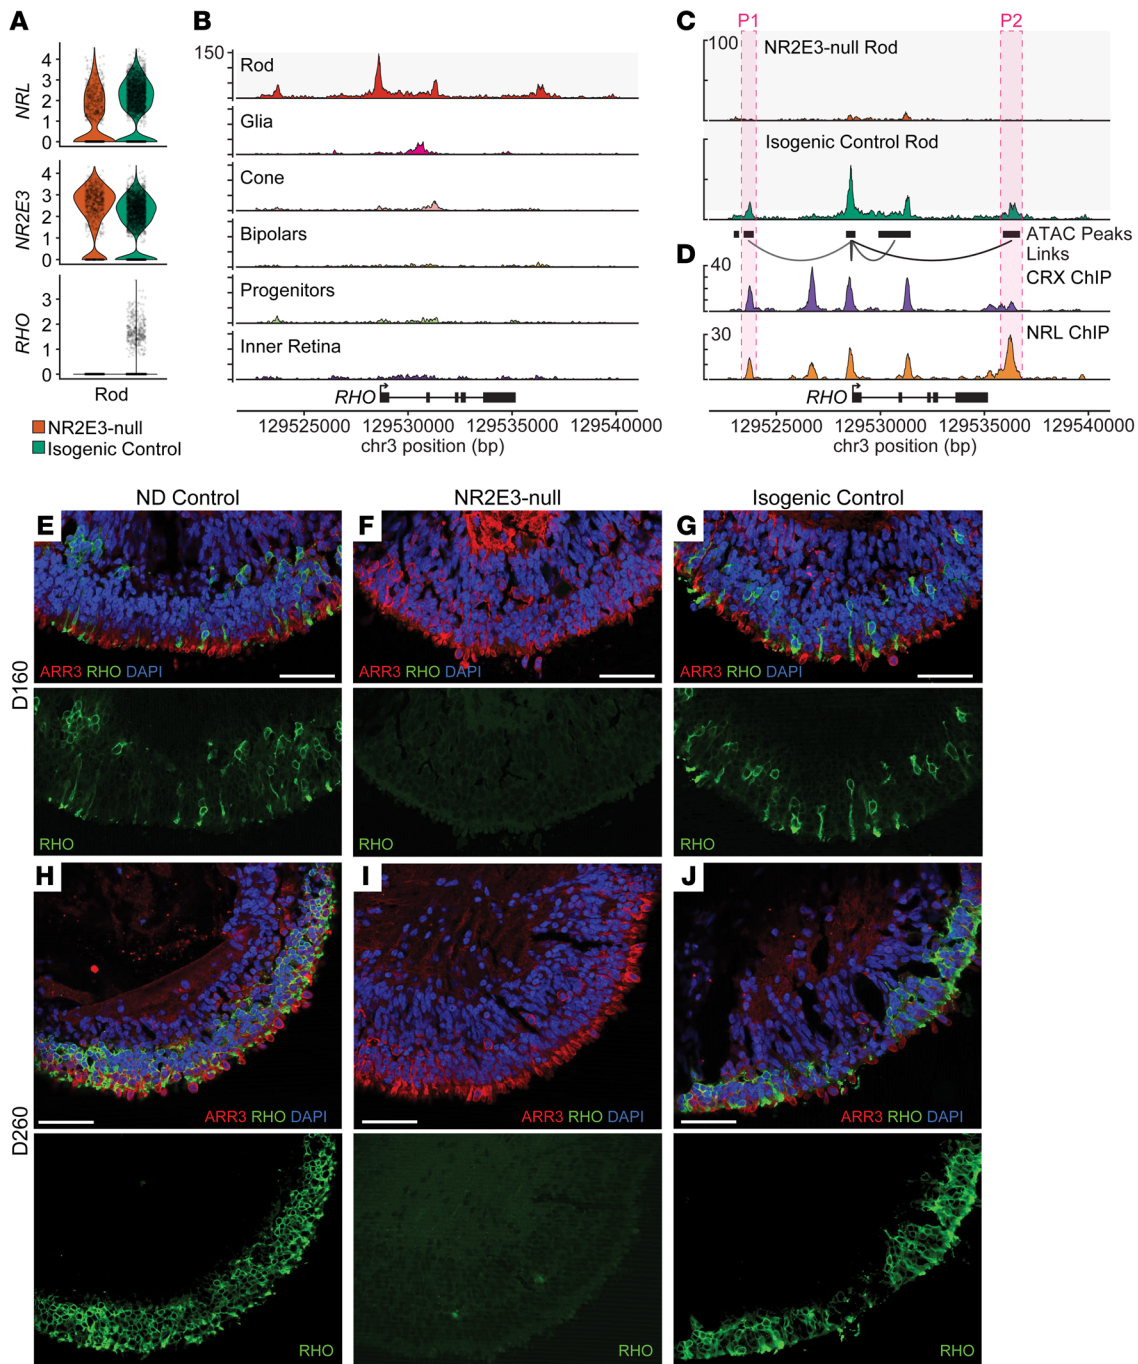 A
NRL
4
3
2
1
0
NR2E3
4
3
2
1
0
RHO
3
2
1
0
Rod
NR2E3-null
Isogenic Control
B
150
Rod
Glia
Cone
Bipolars
Progenitors
Inner Retina
RHO
129525000 129530000 129535000 129540000
chr3 position (bp)
C
P1
P2
100
NR2E3-null Rod
Isogenic Control Rod
ATAC Peaks
Links
D
40
CRX ChIP
30
NRL ChIP
RHO
129525000 129530000 129535000 129540000
chr3 position (bp)
ND Control
NR2E3-null
Isogenic Control
D160
E
ARR3 RHO DAPI
F
ARR3 RHO DAPI
G
ARR3 RHO DAPI
RHO
RHO
RHO
D260
H
ARR3 RHO DAPI
I
ARR3 RHO DAPI
J
ARR3 RHO DAPI
RHO
RHO
RHO